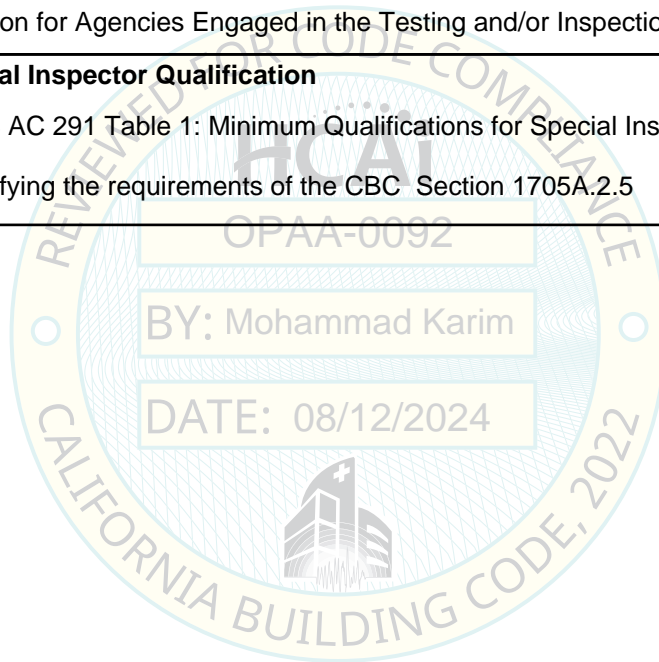 on for Agencies Engaged in the Testing and/or Inspectio
al Inspector Qualification
AC 291 Table 1: Minimum Qualifications for Special Ins
fying the requirements of the CBC Section 1705A.2.5
REVIEWED FOR CODE COMPLIANCE
HCAi
OPAA-0092
BY: Mohammad Karim
DATE: 08/12/2024
CALIFORNIA BUILDING CODE, 2022